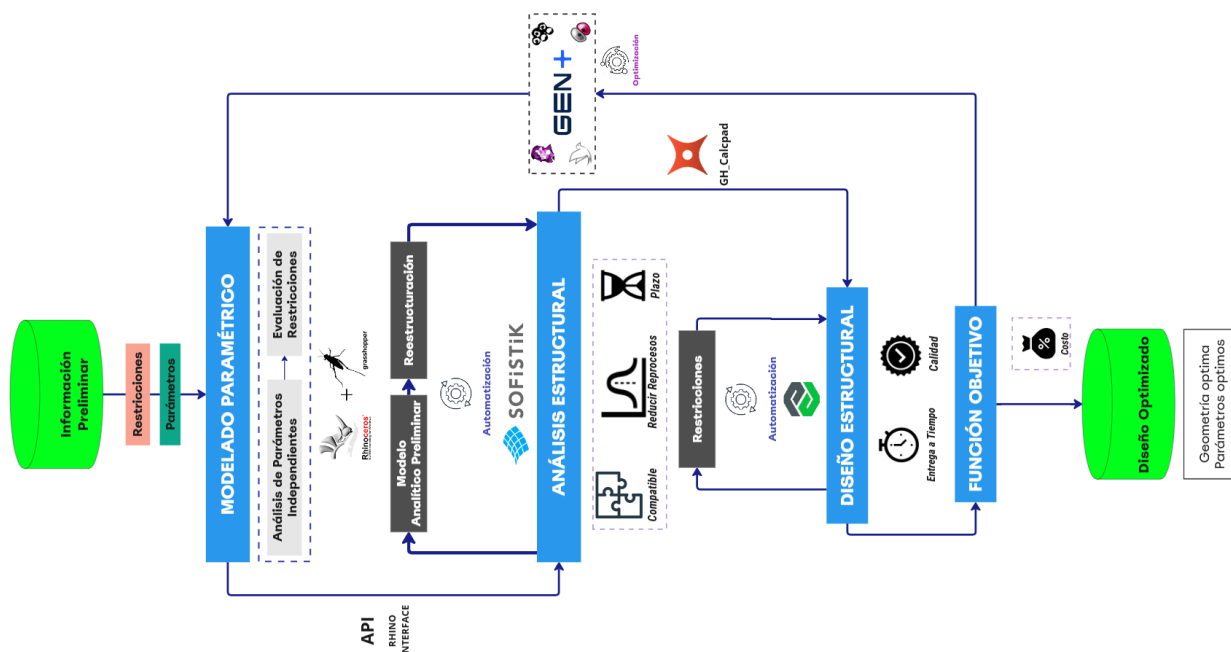 Información
Preliminar
Restricciones
Parámetros
MODELADO PARAMÉTRICO
Análisis de Parámetros
Independientes
Evaluación de
Restricciones
Rhinoceros
+
grasshopper
API
RHINO
NTERFACE
Modelo
Analítico Preliminar
Reestructuración
Automatización
SOFiSTiK
ANÁLISIS ESTRUCTURAL
Compatible
Reducir Reprocesos
Plazo
GEN+
Optimización
GH_Calcpad
Restricciones
Automatización
DISEÑO ESTRUCTURAL
Entrega a Tiempo
Calidad
FUNCIÓN OBJETIVO
%
Costo
Diseño Optimizado
Geometría optima
Parámetros optimos